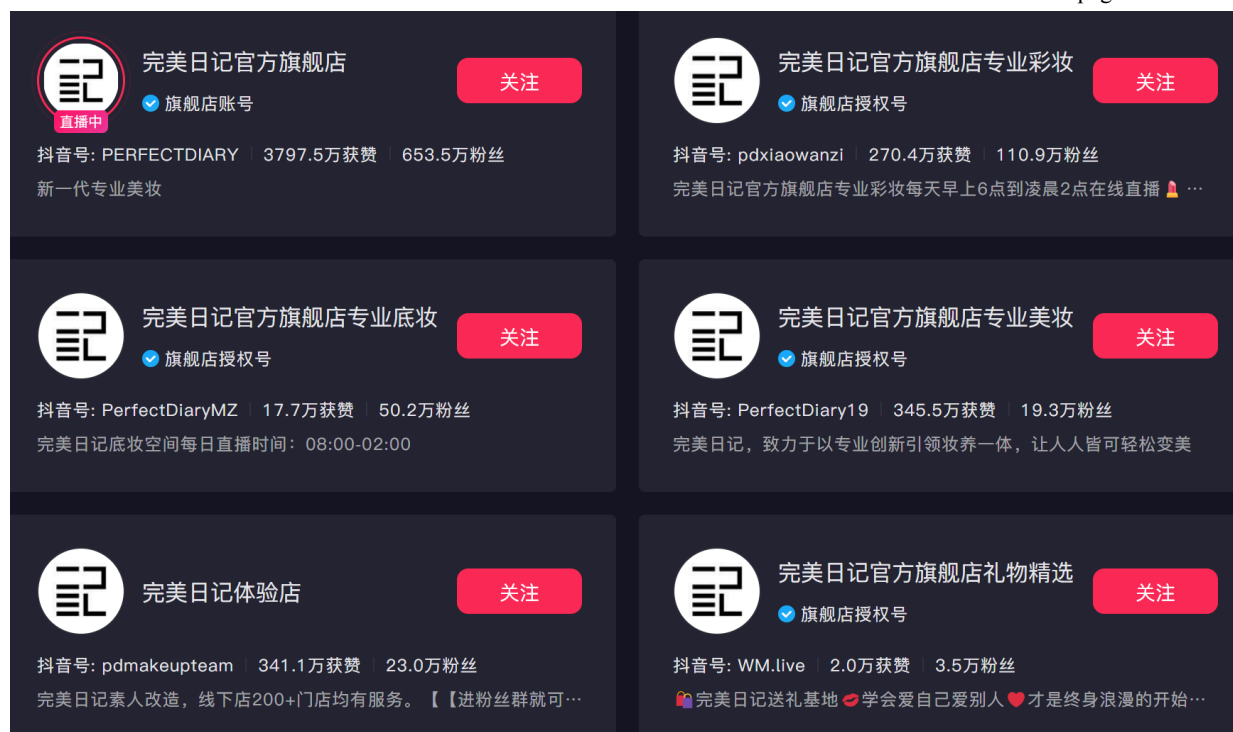 pag
完美日记官方旗舰店
关注
旗舰店账号
直播中
抖音号: PERFECTDIARY 3797.5万获赞 653.5万粉丝
新一代专业美妆
完美日记官方旗舰店专业彩妆
关注
旗舰店授权号
抖音号: pdxiaowanzi 270.4万获赞 110.9万粉丝
完美日记官方旗舰店专业彩妆每天早上6点到凌晨2点在线直播💄 …
完美日记官方旗舰店专业底妆
关注
旗舰店授权号
抖音号: PerfectDiaryMZ 17.7万获赞 50.2万粉丝
完美日记底妆空间每日直播时间：08:00-02:00
完美日记官方旗舰店专业美妆
关注
旗舰店授权号
抖音号: PerfectDiary19 345.5万获赞 19.3万粉丝
完美日记，致力于以专业创新引领妆养一体，让人人皆可轻松变美
完美日记体验店
关注
抖音号: pdmakeupteam 341.1万获赞 23.0万粉丝
完美日记素人改造，线下店200+门店均有服务。【【进粉丝群就可…
完美日记官方旗舰店礼物精选
关注
旗舰店授权号
抖音号: WM.live 2.0万获赞 3.5万粉丝
🛍️完美日记送礼基地💋学会爱自己爱别人❤️才是终身浪漫的开始…